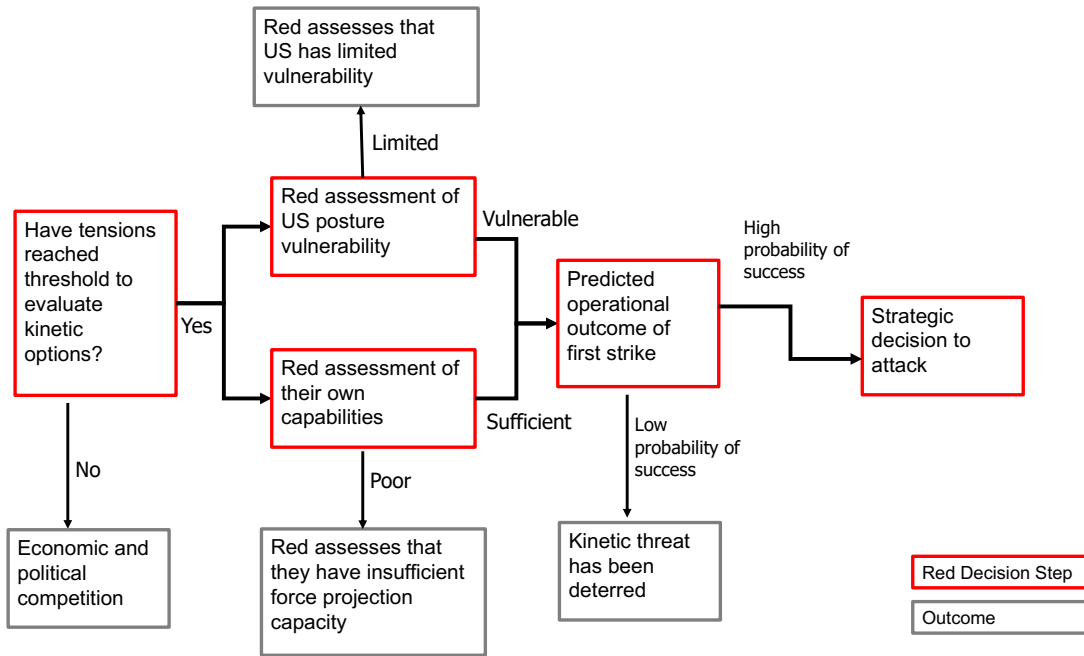 Red assesses that
US has limited
vulnerability
Limited
Red assessment of
US posture
vulnerability
Vulnerable
Have tensions
reached
threshold to
evaluate
kinetic
options?
Yes
High
probability of
success
Predicted
operational
outcome of
first strike
Strategic
decision to
attack
Red assessment of
their own
capabilities
Sufficient
Low
probability of
success
No
Poor
Economic and
political
competition
Red assesses that
they have insufficient
force projection
capacity
Kinetic threat
has been
deterred
Red Decision Step
Outcome